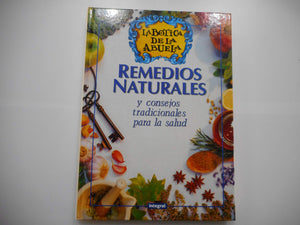 LA BOTICA
DE LA
ABUELA
REMEDIOS
NATURALES
y consejos
tradicionales
para la salud
integral